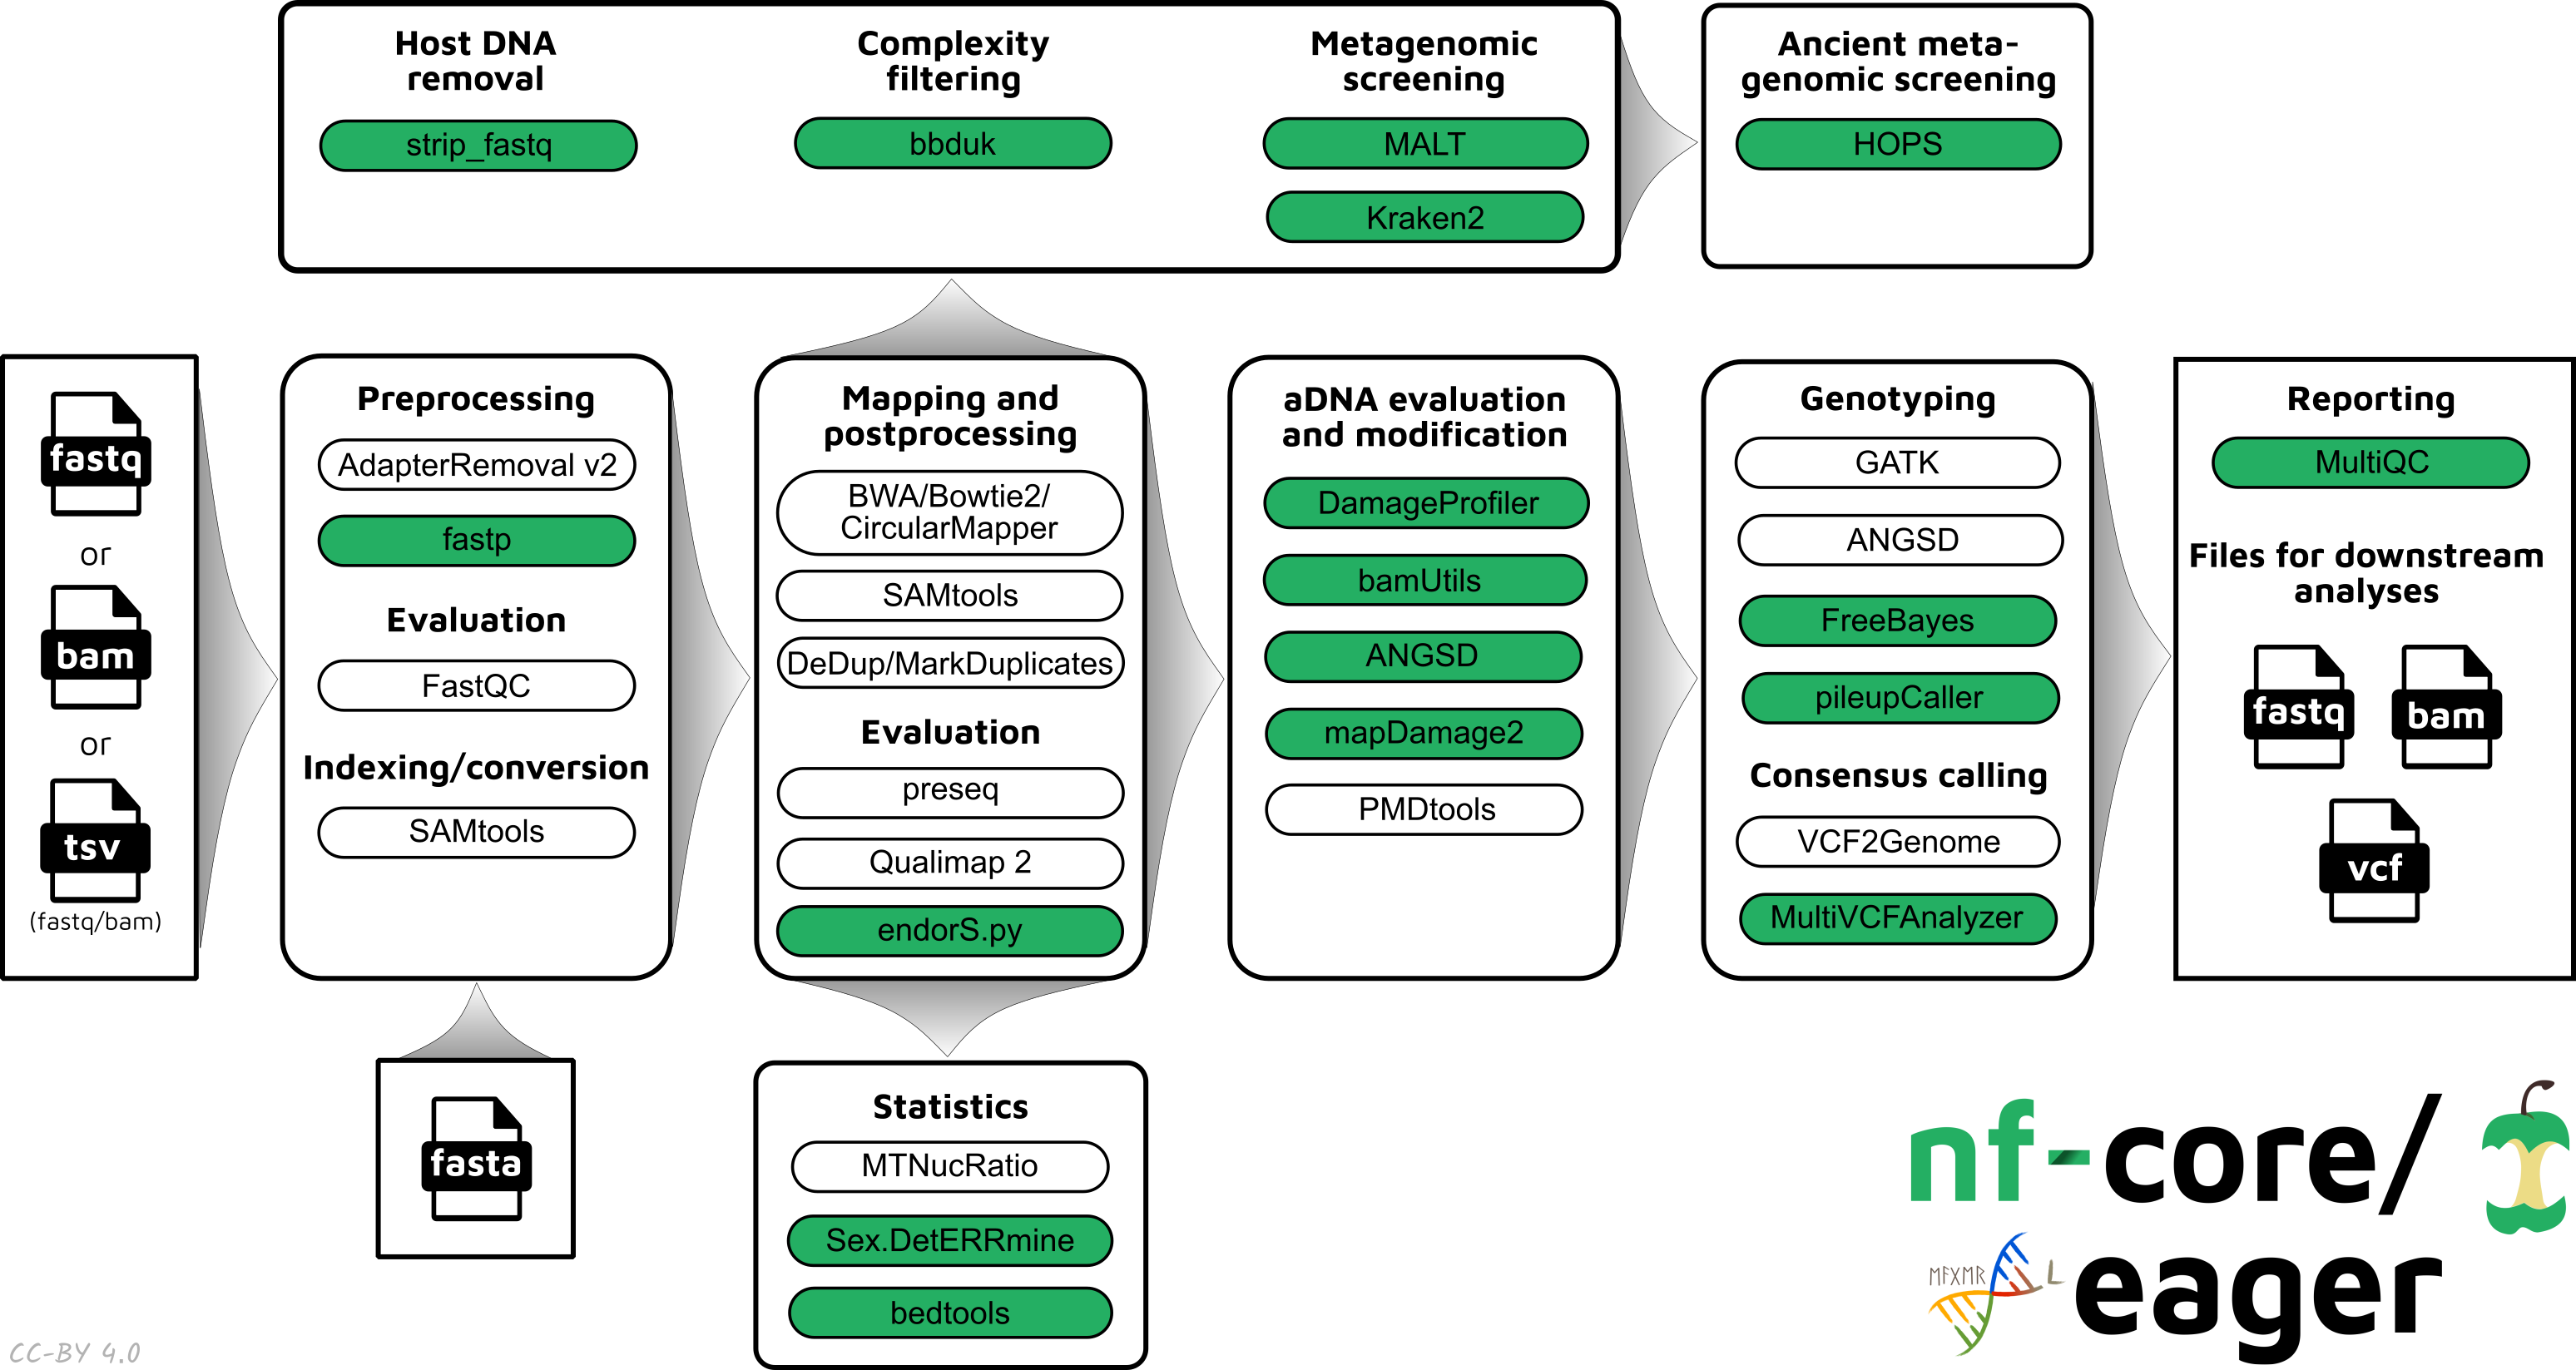 Host DNA
removal
strip_fastq
Complexity
filtering
bbduk
Metagenomic
screening
MALT
Kraken2
Ancient meta-
genomic screening
HOPS
fastq
or
bam
or
tsv
(fastq/bam)
Preprocessing
AdapterRemoval v2
fastp
Evaluation
FastQC
Indexing/conversion
SAMtools
Mapping and
postprocessing
BWA/Bowtie2/
CircularMapper
SAMtools
DeDup/MarkDuplicates
Evaluation
preseq
Qualimap 2
endorS.py
aDNA evaluation
and modification
DamageProfiler
bamUtils
ANGSD
mapDamage2
PMDtools
Genotyping
GATK
ANGSD
FreeBayes
pileupCaller
Consensus calling
VCF2Genome
MultiVCFAnalyzer
Reporting
MultiQC
Files for downstream
analyses
fastq
bam
vcf
fasta
Statistics
MTNucRatio
Sex.DetERRmine
bedtools
nf-core/
eager
CC-BY 4.0